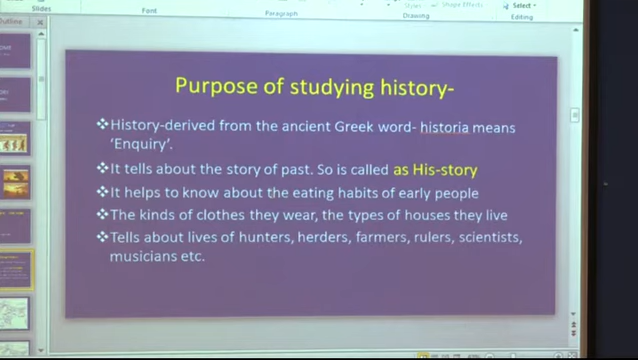 Slides
Font
Paragraph
Drawing
Editing
Shape Effects
Select
Outline
Purpose of studying history-
❖History-derived from the ancient Greek word- historia means
‘Enquiry’.
❖It tells about the story of past. So is called as His-story
❖It helps to know about the eating habits of early people
❖The kinds of clothes they wear, the types of houses they live
❖Tells about lives of hunters, herders, farmers, rulers, scientists,
musicians etc.